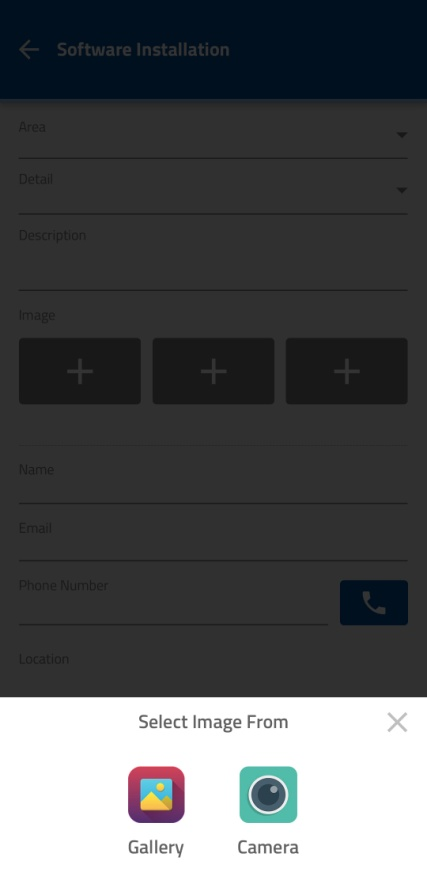 Software Installation
Area
Detail
Description
Image
Name
Email
Phone Number
Location
Select Image From
Gallery
Camera